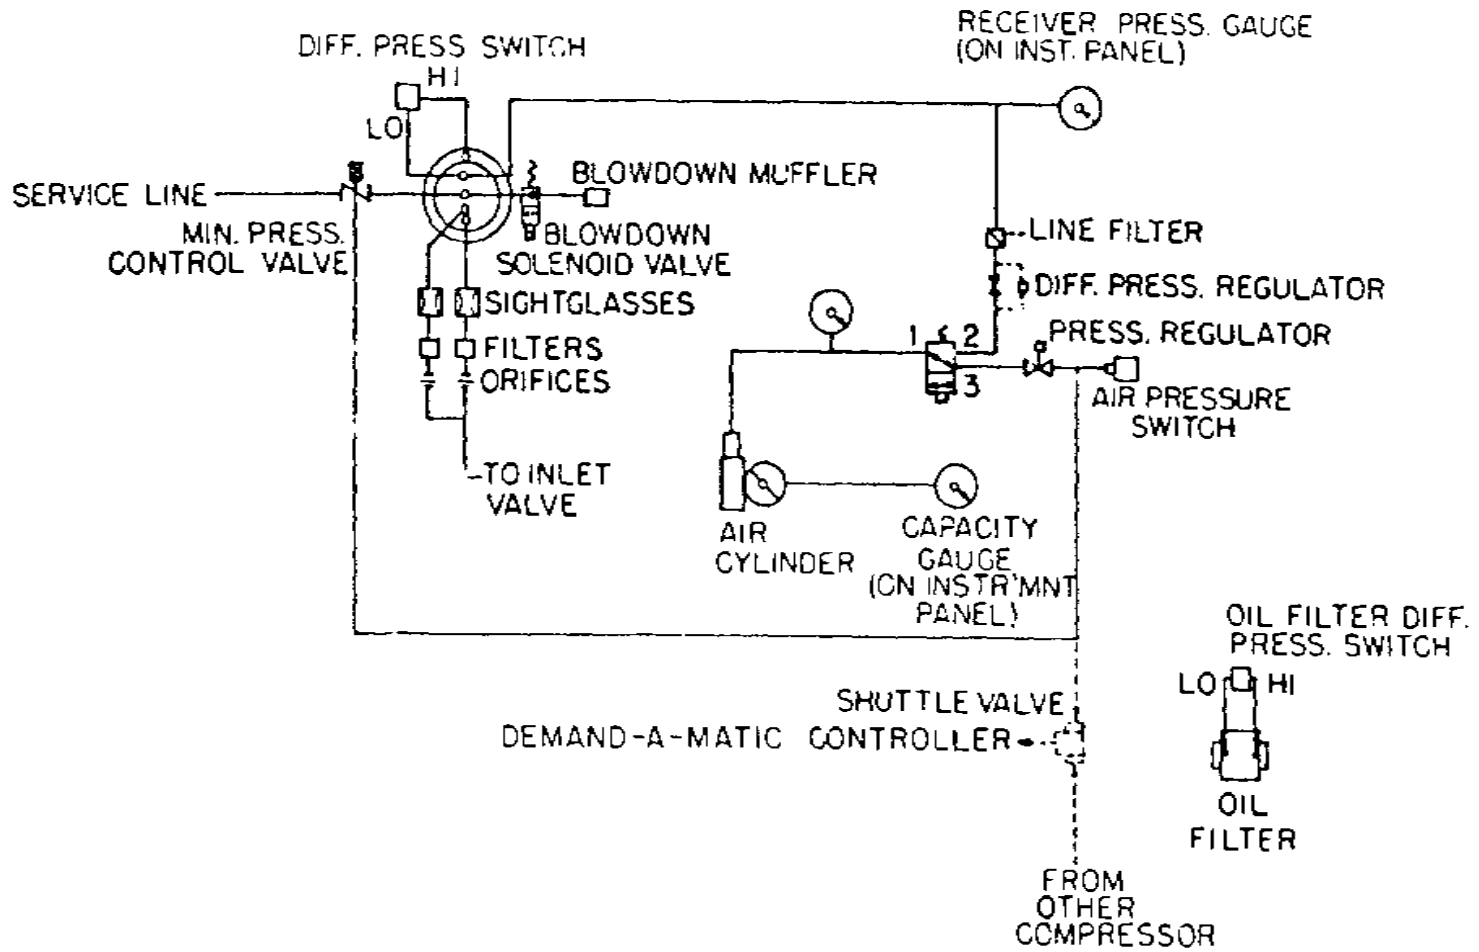 RECEIVER PRESS. GAUGE
(ON INST. PANEL)
DIFF. PRESS SWITCH
HI
LO
SERVICE LINE
BLOWDOWN MUFFLER
MIN. PRESS.
CONTROL VALVE
BLOWDOWN
SOLENOID VALVE
LINE FILTER
SIGHTGLASSES
DIFF. PRESS. REGULATOR
1 2
PRESS. REGULATOR
FILTERS
ORIFICES
3
AIR PRESSURE
SWITCH
TO INLET
VALVE
AIR
CYLINDER
CAPACITY
GAUGE
(ON INSTR'MNT
PANEL)
OIL FILTER DIFF.
PRESS. SWITCH
LO HI
SHUTTLE VALVE
DEMAND-A-MATIC CONTROLLER
OIL
FILTER
FROM
OTHER
COMPRESSOR